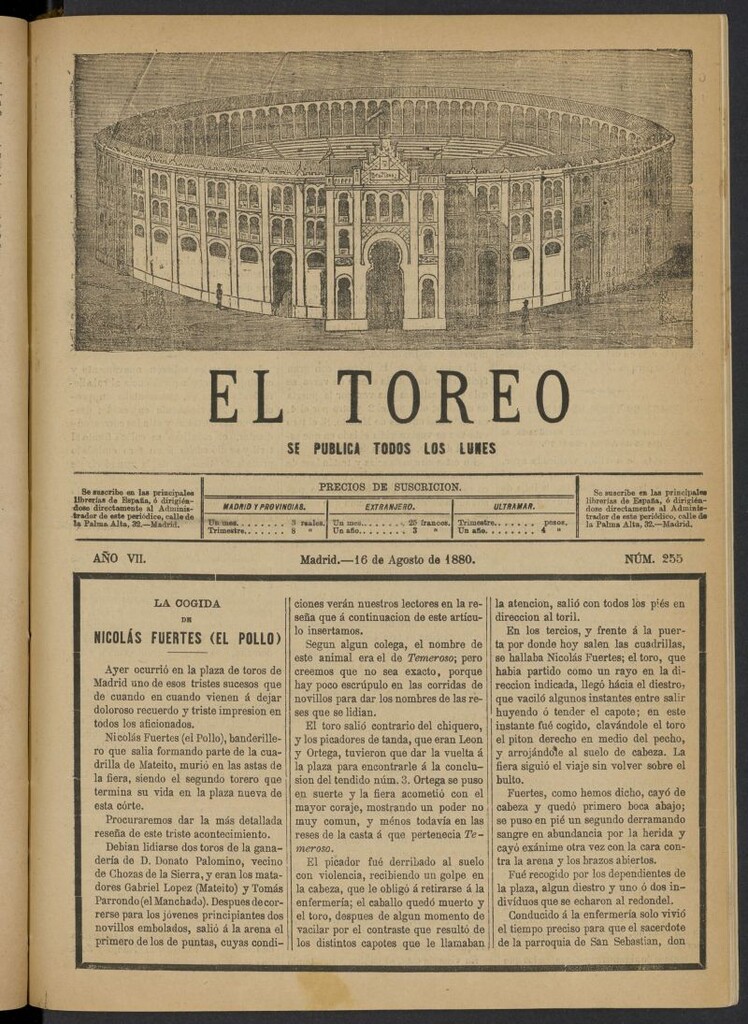 EL TOREO
SE PUBLICA TODOS LOS LUNES
Se suscribe en las principales
librerías de España, ó dirigién-
dose directamente al Adminis-
trador de este periódico, calle de
la Palma Alta, 32.—Madrid.
PRECIOS DE SUSCRICION.
MADRID Y PROVINCIAS.
Un mes....... 3 reales.
Trimestre...... 8 "
EXTRANJERO.
Un mes....... 25 francos.
Un año....... 3 "
ULTRAMAR.
Trimestre....... pesos.
Un año........ 4 "
Se suscribe en las principales
librerías de España, ó dirigién-
dose directamente al Adminis-
trador de este periódico, calle de
la Palma Alta, 32.—Madrid.
AÑO VII.
Madrid.—16 de Agosto de 1880.
NÚM. 255
LA COGIDA
DE
NICOLÁS FUERTES (EL POLLO)
Ayer ocurrió en la plaza de toros de
Madrid uno de esos tristes sucesos que
de cuando en cuando vienen á dejar
doloroso recuerdo y triste impresion en
todos los aficionados.
Nicolás Fuertes (el Pollo), banderille-
ro que salia formando parte de la cua-
drilla de Mateito, murió en las astas de
la fiera, siendo el segundo torero que
termina su vida en la plaza nueva de
esta córte.
Procuraremos dar la más detallada
reseña de este triste acontecimiento.
Debian lidiarse dos toros de la gana-
dería de D. Donato Palomino, vecino
de Chozas de la Sierra, y eran los mata-
dores Gabriel Lopez (Mateito) y Tomás
Parrondo (el Manchado). Despues de cor-
rerse para los jóvenes principiantes dos
novillos embolados, salió á la arena el
primero de los de puntas, cuyas condi-
ciones verán nuestros lectores en la re-
seña que á continuacion de este artícu-
lo insertamos.
Segun algun colega, el nombre de
este animal era el de Temeroso; pero
creemos que no sea exacto, porque
hay poco escrúpulo en las corridas de
novillos para dar los nombres de las re-
ses que se lidian.
El toro salió contrario del chiquero,
y los picadores de tanda, que eran Leon
y Ortega, tuvieron que dar la vuelta á
la plaza para encontrarle á la conclu-
sion del tendido núm. 3. Ortega se puso
en suerte y la fiera acometió con el
mayor coraje, mostrando un poder no
muy comun, y ménos todavía en las
reses de la casta á que pertenecia Te-
meroso.
El picador fué derribado al suelo
con violencia, recibiendo un golpe en
la cabeza, que le obligó á retirarse á la
enfermería; el caballo quedó muerto y
el toro, despues de algun momento de
vacilar por el contraste que resultó de
los distintos capotes que le llamaban
la atencion, salió con todos los piés en
direccion al toril.
En los tercios, y frente á la puer-
ta por donde hoy salen las cuadrillas,
se hallaba Nicolás Fuertes; el toro, que
habia partido como un rayo en la di-
reccion indicada, llegó hácia el diestro,
que vaciló algunos instantes entre salir
huyendo ó tender el capote; en este
instante fué cogido, clavándole el toro
el piton derecho en medio del pecho,
y arrojándole al suelo de cabeza. La
fiera siguió el viaje sin volver sobre el
bulto.
Fuertes, como hemos dicho, cayó de
cabeza y quedó primero boca abajo;
se puso en pié un segundo derramando
sangre en abundancia por la herida y
cayó exánime otra vez con la cara con-
tra la arena y los brazos abiertos.
Fué recogido por los dependientes de
la plaza, algun diestro y uno ó dos in-
divíduos que se echaron al redondel.
Conducido á la enfermería solo vivió
el tiempo preciso para que el sacerdote
de la parroquia de San Sebastian, don